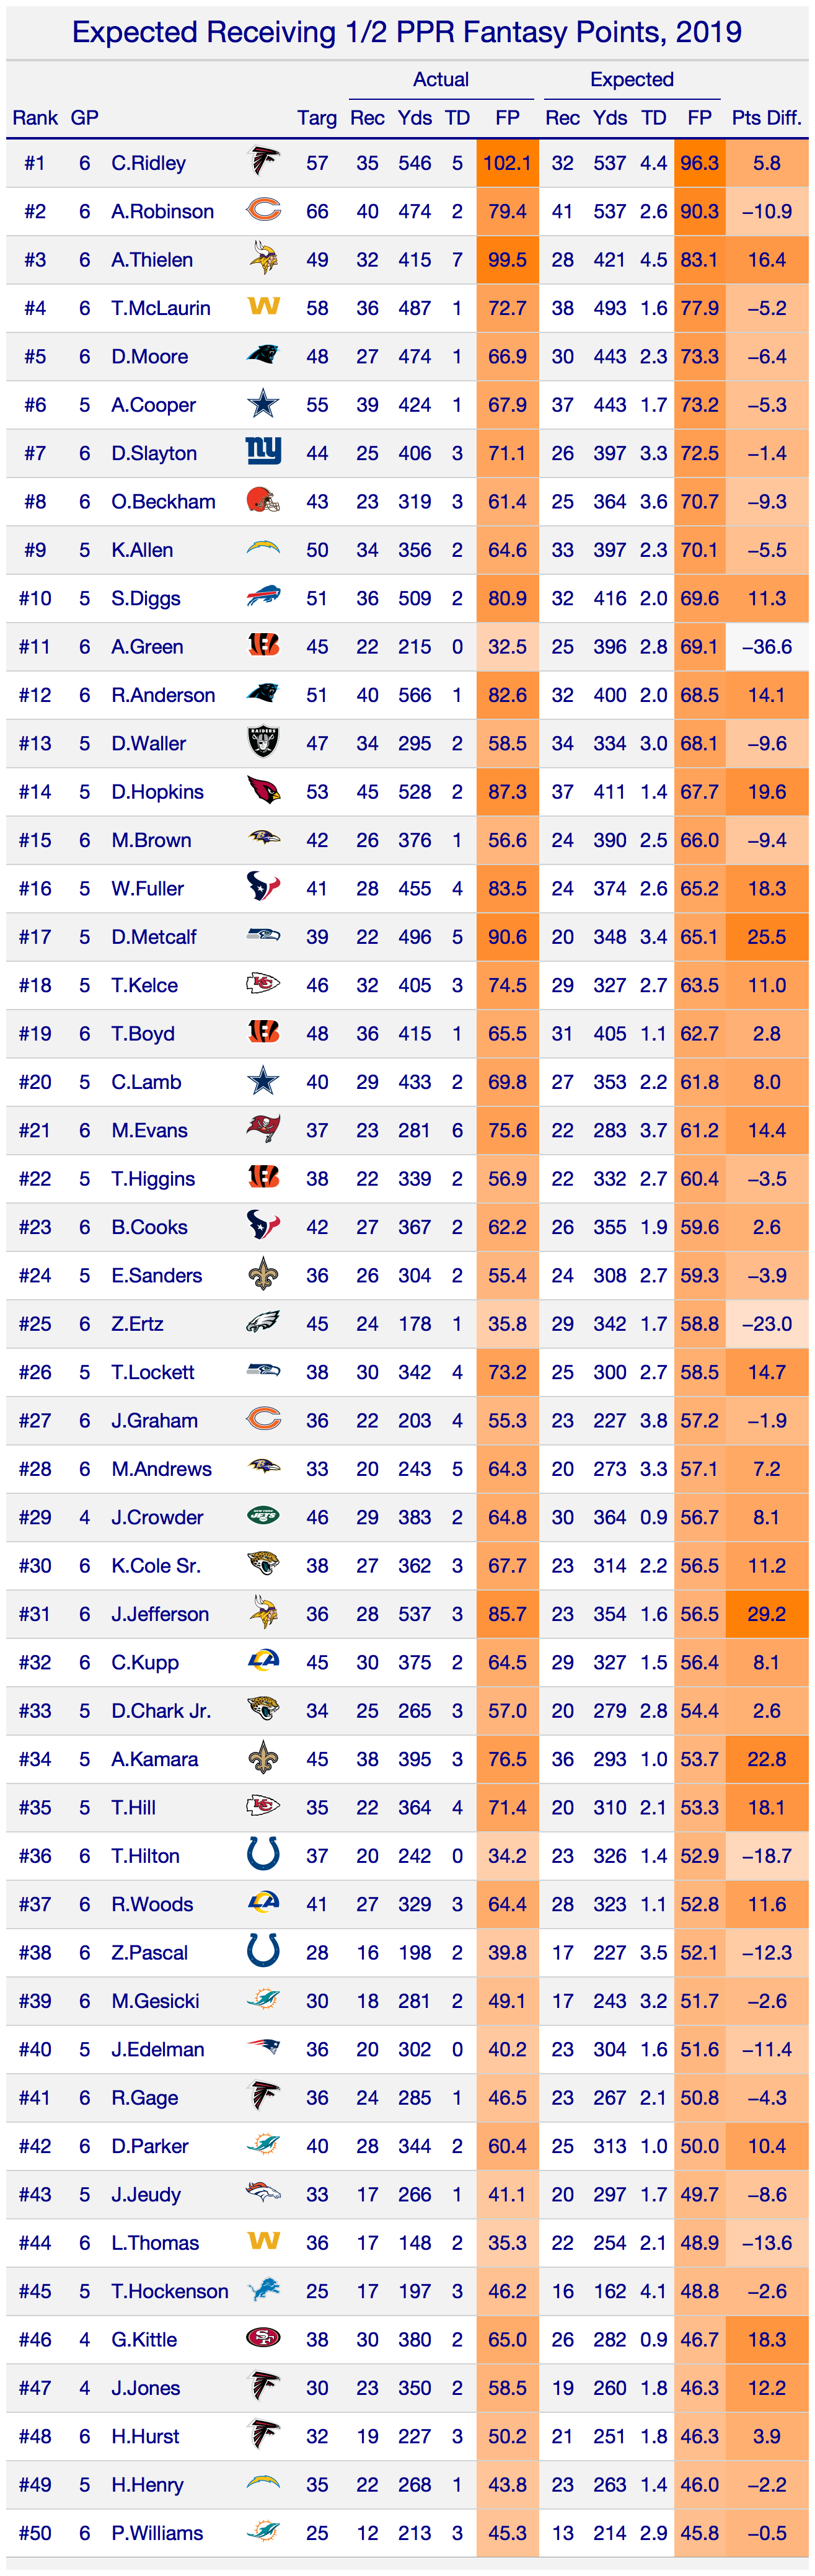 Expected Receiving 1/2 PPR Fantasy Points, 2019
Actual Expected
Rank GP Targ Rec Yds TD FP Rec Yds TD FP Pts Diff.
#1 6 C.Ridley 57 35 546 5 102.1 32 537 4.4 96.3 5.8
#2 6 A.Robinson 66 40 474 2 79.4 41 537 2.6 90.3 −10.9
#3 6 A.Thielen 49 32 415 7 99.5 28 421 4.5 83.1 16.4
#4 6 T.McLaurin W 58 36 487 1 72.7 38 493 1.6 77.9 −5.2
#5 6 D.Moore 48 27 474 1 66.9 30 443 2.3 73.3 −6.4
#6 5 A.Cooper 55 39 424 1 67.9 37 443 1.7 73.2 −5.3
#7 6 D.Slayton ny 44 25 406 3 71.1 26 397 3.3 72.5 −1.4
#8 6 O.Beckham 43 23 319 3 61.4 25 364 3.6 70.7 −9.3
#9 5 K.Allen 50 34 356 2 64.6 33 397 2.3 70.1 −5.5
#10 5 S.Diggs 51 36 509 2 80.9 32 416 2.0 69.6 11.3
#11 6 A.Green B 45 22 215 0 32.5 25 396 2.8 69.1 −36.6
#12 6 R.Anderson 51 40 566 1 82.6 32 400 2.0 68.5 14.1
#13 5 D.Waller RAIDERS 47 34 295 2 58.5 34 334 3.0 68.1 −9.6
#14 5 D.Hopkins 53 45 528 2 87.3 37 411 1.4 67.7 19.6
#15 6 M.Brown 42 26 376 1 56.6 24 390 2.5 66.0 −9.4
#16 5 W.Fuller 41 28 455 4 83.5 24 374 2.6 65.2 18.3
#17 5 D.Metcalf 39 22 496 5 90.6 20 348 3.4 65.1 25.5
#18 5 T.Kelce KC 46 32 405 3 74.5 29 327 2.7 63.5 11.0
#19 6 T.Boyd B 48 36 415 1 65.5 31 405 1.1 62.7 2.8
#20 5 C.Lamb 40 29 433 2 69.8 27 353 2.2 61.8 8.0
#21 6 M.Evans 37 23 281 6 75.6 22 283 3.7 61.2 14.4
#22 5 T.Higgins B 38 22 339 2 56.9 22 332 2.7 60.4 −3.5
#23 6 B.Cooks 42 27 367 2 62.2 26 355 1.9 59.6 2.6
#24 5 E.Sanders 36 26 304 2 55.4 24 308 2.7 59.3 −3.9
#25 6 Z.Ertz 45 24 178 1 35.8 29 342 1.7 58.8 −23.0
#26 5 T.Lockett 38 30 342 4 73.2 25 300 2.7 58.5 14.7
#27 6 J.Graham 36 22 203 4 55.3 23 227 3.8 57.2 −1.9
#28 6 M.Andrews 33 20 243 5 64.3 20 273 3.3 57.1 7.2
#29 4 J.Crowder JETS 46 29 383 2 64.8 30 364 0.9 56.7 8.1
#30 6 K.Cole Sr. 38 27 362 3 67.7 23 314 2.2 56.5 11.2
#31 6 J.Jefferson 36 28 537 3 85.7 23 354 1.6 56.5 29.2
#32 6 C.Kupp LA 45 30 375 2 64.5 29 327 1.5 56.4 8.1
#33 5 D.Chark Jr. 34 25 265 3 57.0 20 279 2.8 54.4 2.6
#34 5 A.Kamara 45 38 395 3 76.5 36 293 1.0 53.7 22.8
#35 5 T.Hill KC 35 22 364 4 71.4 20 310 2.1 53.3 18.1
#36 6 T.Hilton 37 20 242 0 34.2 23 326 1.4 52.9 −18.7
#37 6 R.Woods LA 41 27 329 3 64.4 28 323 1.1 52.8 11.6
#38 6 Z.Pascal 28 16 198 2 39.8 17 227 3.5 52.1 −12.3
#39 6 M.Gesicki 30 18 281 2 49.1 17 243 3.2 51.7 −2.6
#40 5 J.Edelman 36 20 302 0 40.2 23 304 1.6 51.6 −11.4
#41 6 R.Gage 36 24 285 1 46.5 23 267 2.1 50.8 −4.3
#42 6 D.Parker 40 28 344 2 60.4 25 313 1.0 50.0 10.4
#43 5 J.Jeudy 33 17 266 1 41.1 20 297 1.7 49.7 −8.6
#44 6 L.Thomas W 36 17 148 2 35.3 22 254 2.1 48.9 −13.6
#45 5 T.Hockenson 25 17 197 3 46.2 16 162 4.1 48.8 −2.6
#46 4 G.Kittle SF 38 30 380 2 65.0 26 282 0.9 46.7 18.3
#47 4 J.Jones 30 23 350 2 58.5 19 260 1.8 46.3 12.2
#48 6 H.Hurst 32 19 227 3 50.2 21 251 1.8 46.3 3.9
#49 5 H.Henry 35 22 268 1 43.8 23 263 1.4 46.0 −2.2
#50 6 P.Williams 25 12 213 3 45.3 13 214 2.9 45.8 −0.5